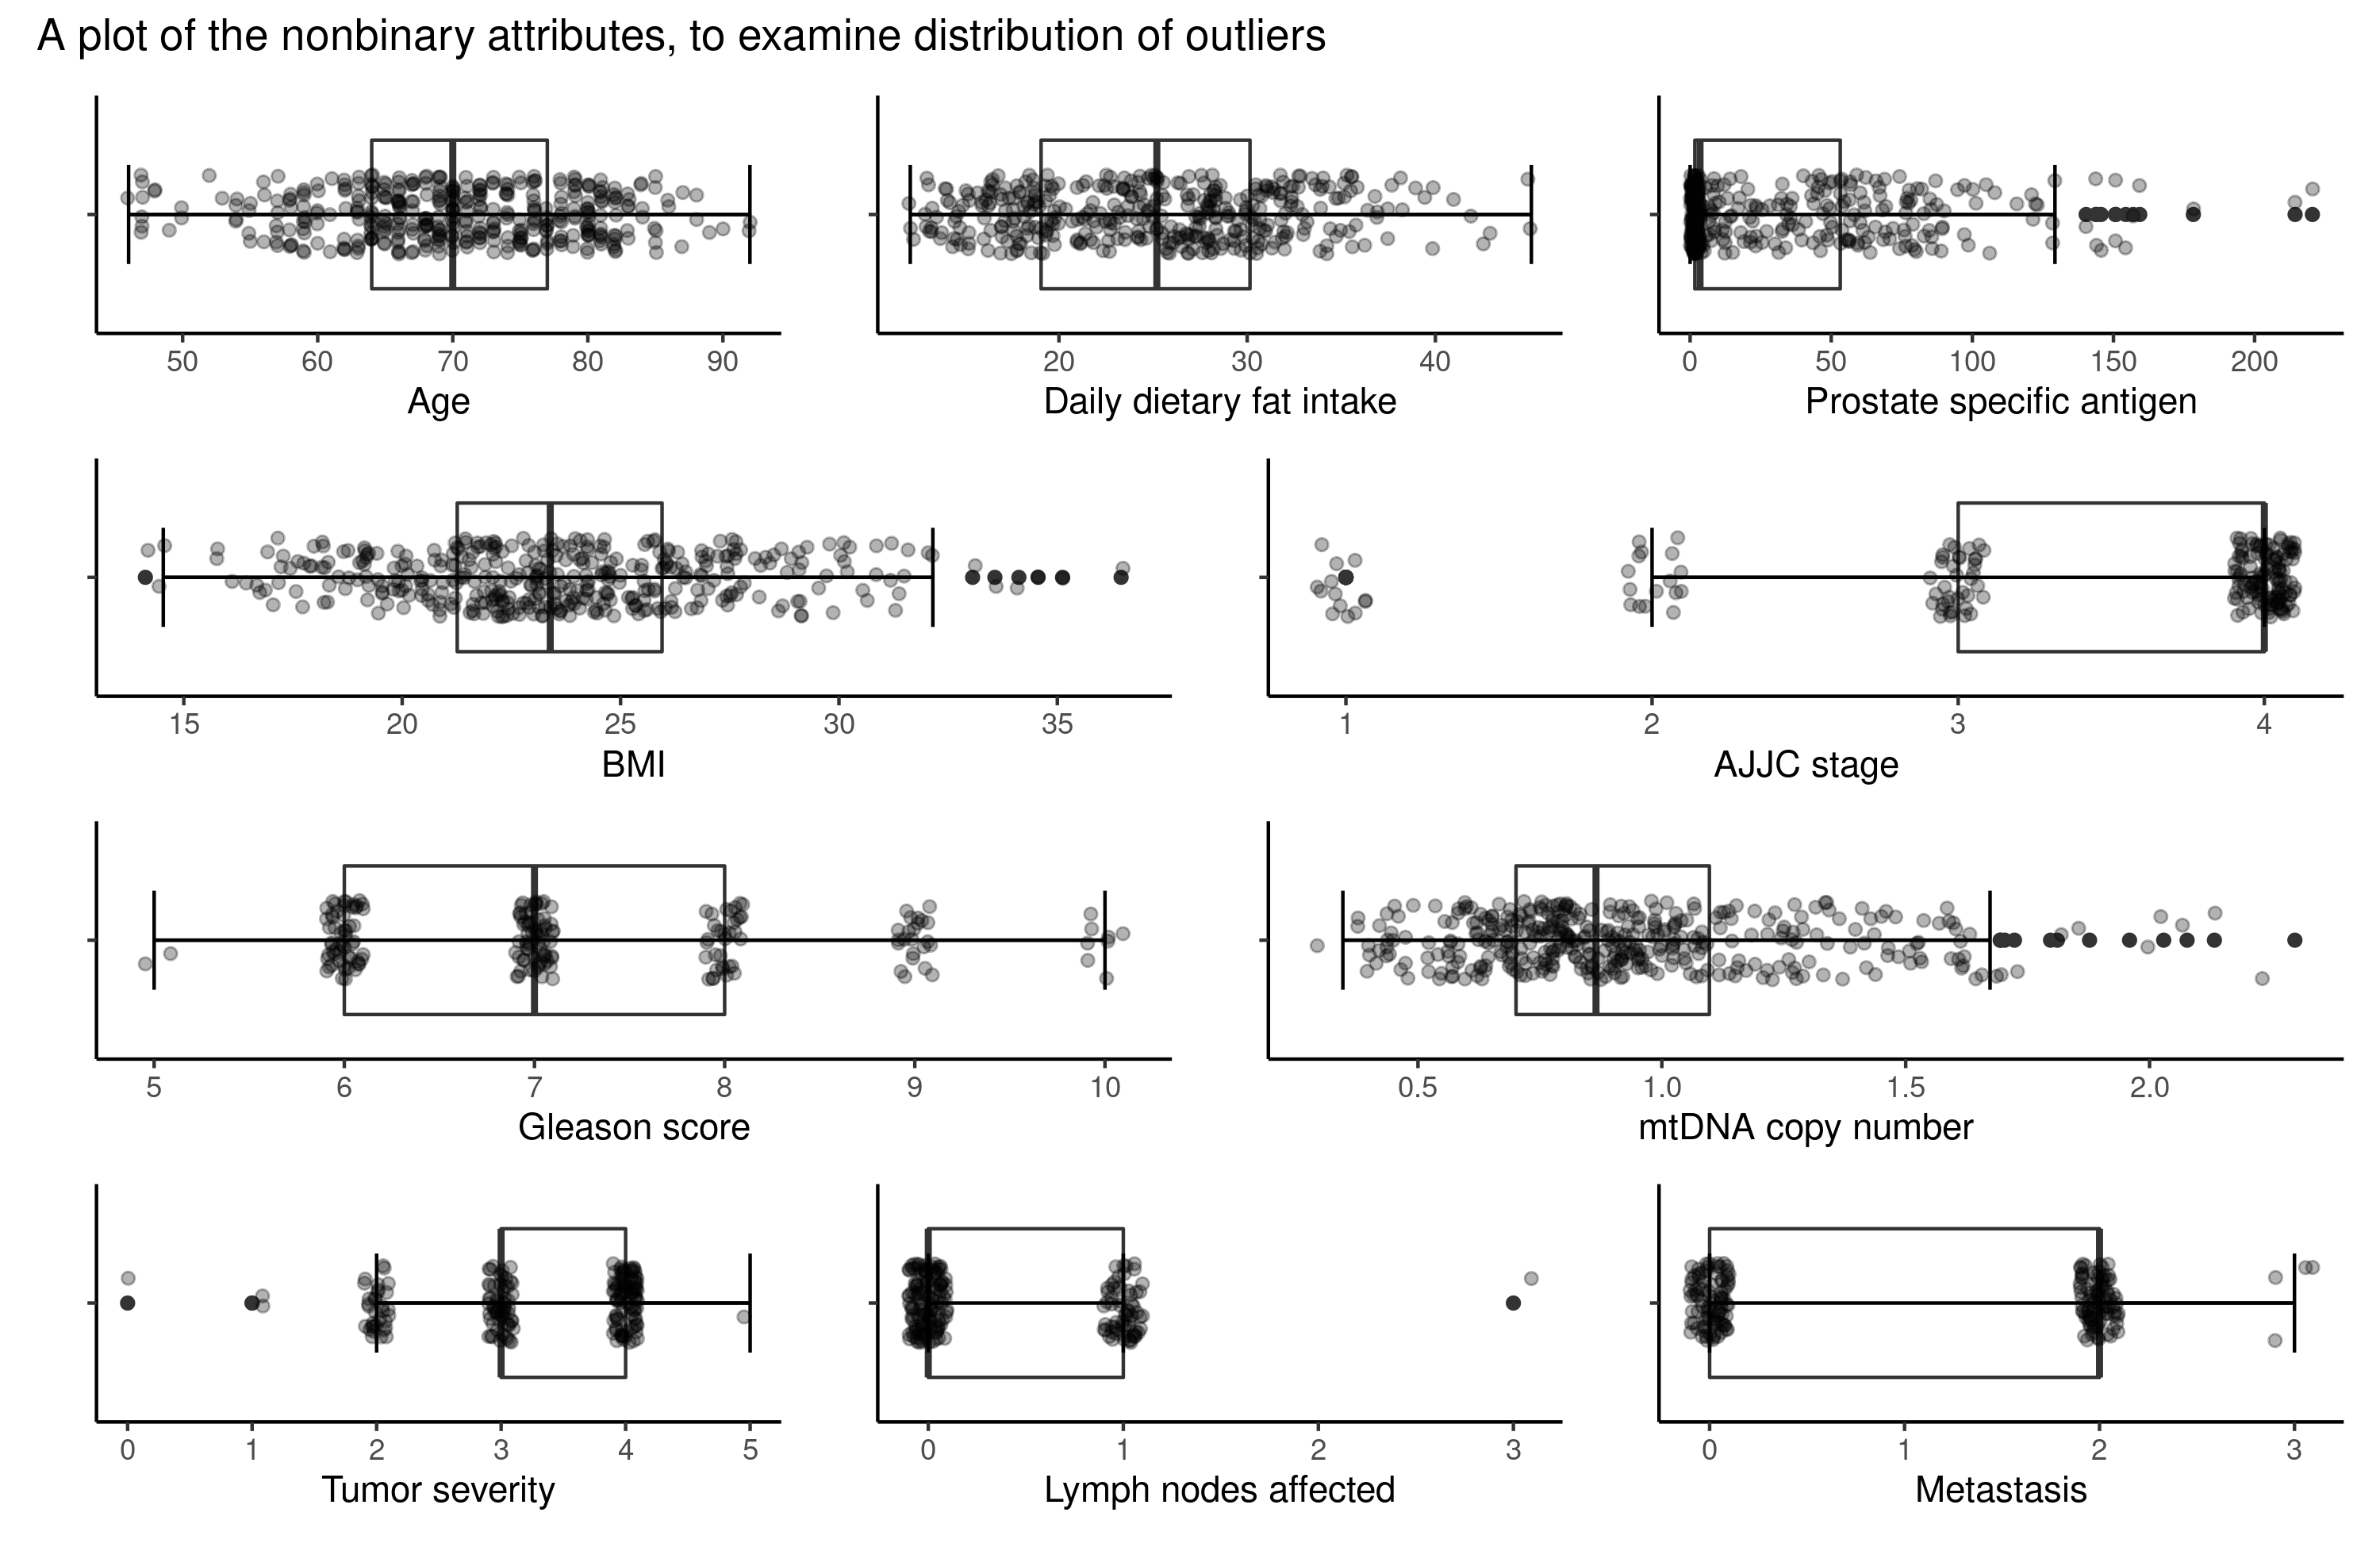 A plot of the nonbinary attributes, to examine distribution of outliers
50 60 70 80 90
Age
20 30 40
Daily dietary fat intake
0 50 100 150 200
Prostate specific antigen
15 20 25 30 35
BMI
1 2 3 4
AJJC stage
5 6 7 8 9 10
Gleason score
0.5 1.0 1.5 2.0
mtDNA copy number
0 1 2 3 4 5
Tumor severity
0 1 2 3
Lymph nodes affected
0 1 2 3
Metastasis